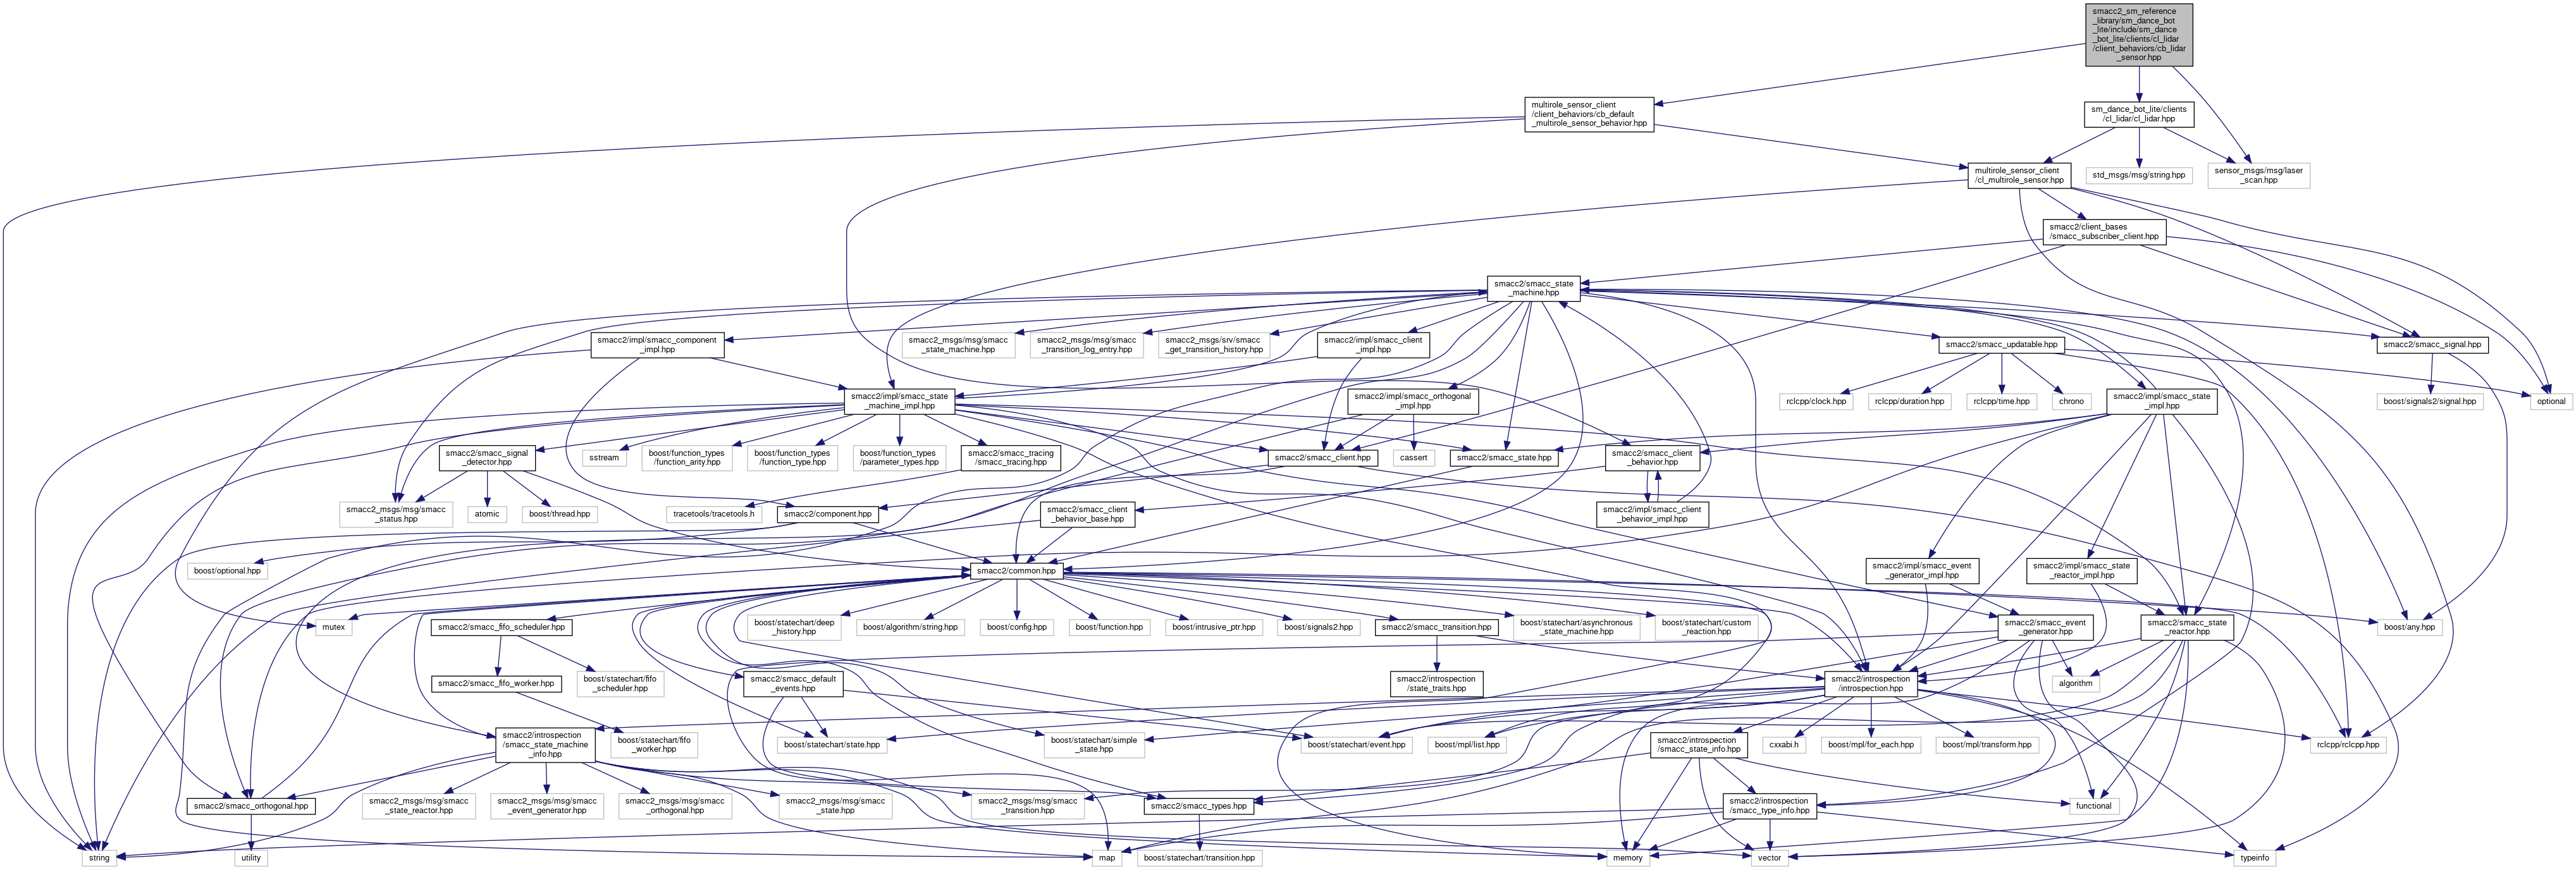 smacc2_sm_reference
_library/sm_dance_bot
_lite/include/sm_dance
_bot_lite/clients/cl_lidar
/client_behaviors/cb_lidar
_sensor.hpp
multirole_sensor_client
/client_behaviors/cb_default
_multirole_sensor_behavior.hpp
sm_dance_bot_lite/clients
/cl_lidar/cl_lidar.hpp
multirole_sensor_client
/cl_multirole_sensor.hpp
std_msgs/msg/string.hpp
sensor_msgs/msg/laser
_scan.hpp
smacc2/client_bases
/smacc_subscriber_client.hpp
smacc2/smacc_state
_machine.hpp
smacc2/impl/smacc_component
_impl.hpp
smacc2_msgs/msg/smacc
_state_machine.hpp
smacc2_msgs/msg/smacc
_transition_log_entry.hpp
smacc2_msgs/srv/smacc
_get_transition_history.hpp
smacc2/impl/smacc_client
_impl.hpp
smacc2/smacc_updatable.hpp
smacc2/smacc_signal.hpp
smacc2/impl/smacc_state
_machine_impl.hpp
smacc2/impl/smacc_orthogonal
_impl.hpp
rclcpp/clock.hpp
rclcpp/duration.hpp
rclcpp/time.hpp
chrono
smacc2/impl/smacc_state
_impl.hpp
boost/signals2/signal.hpp
optional
smacc2/smacc_signal
_detector.hpp
sstream
boost/function_types
/function_arity.hpp
boost/function_types
/function_type.hpp
boost/function_types
/parameter_types.hpp
smacc2/smacc_tracing
/smacc_tracing.hpp
smacc2/smacc_client.hpp
cassert
smacc2/smacc_state.hpp
smacc2/smacc_client
_behavior.hpp
smacc2_msgs/msg/smacc
_status.hpp
atomic
boost/thread.hpp
tracetools/tracetools.h
smacc2/component.hpp
smacc2/smacc_client
_behavior_base.hpp
smacc2/impl/smacc_client
_behavior_impl.hpp
boost/optional.hpp
smacc2/common.hpp
smacc2/impl/smacc_event
_generator_impl.hpp
smacc2/impl/smacc_state
_reactor_impl.hpp
mutex
smacc2/smacc_fifo_scheduler.hpp
boost/statechart/deep
_history.hpp
boost/algorithm/string.hpp
boost/config.hpp
boost/function.hpp
boost/intrusive_ptr.hpp
boost/signals2.hpp
smacc2/smacc_transition.hpp
boost/statechart/asynchronous
_state_machine.hpp
boost/statechart/custom
_reaction.hpp
smacc2/smacc_event
_generator.hpp
smacc2/smacc_state
_reactor.hpp
boost/any.hpp
smacc2/smacc_fifo_worker.hpp
boost/statechart/fifo
_scheduler.hpp
smacc2/smacc_default
_events.hpp
smacc2/introspection
/state_traits.hpp
smacc2/introspection
/introspection.hpp
algorithm
smacc2/introspection
/smacc_state_machine
_info.hpp
boost/statechart/fifo
_worker.hpp
boost/statechart/state.hpp
boost/statechart/simple
_state.hpp
boost/statechart/event.hpp
boost/mpl/list.hpp
smacc2/introspection
/smacc_state_info.hpp
cxxabi.h
boost/mpl/for_each.hpp
boost/mpl/transform.hpp
rclcpp/rclcpp.hpp
smacc2/smacc_orthogonal.hpp
smacc2_msgs/msg/smacc
_state_reactor.hpp
smacc2_msgs/msg/smacc
_event_generator.hpp
smacc2_msgs/msg/smacc
_orthogonal.hpp
smacc2_msgs/msg/smacc
_state.hpp
smacc2_msgs/msg/smacc
_transition.hpp
smacc2/smacc_types.hpp
smacc2/introspection
/smacc_type_info.hpp
functional
string
utility
map
boost/statechart/transition.hpp
memory
vector
typeinfo